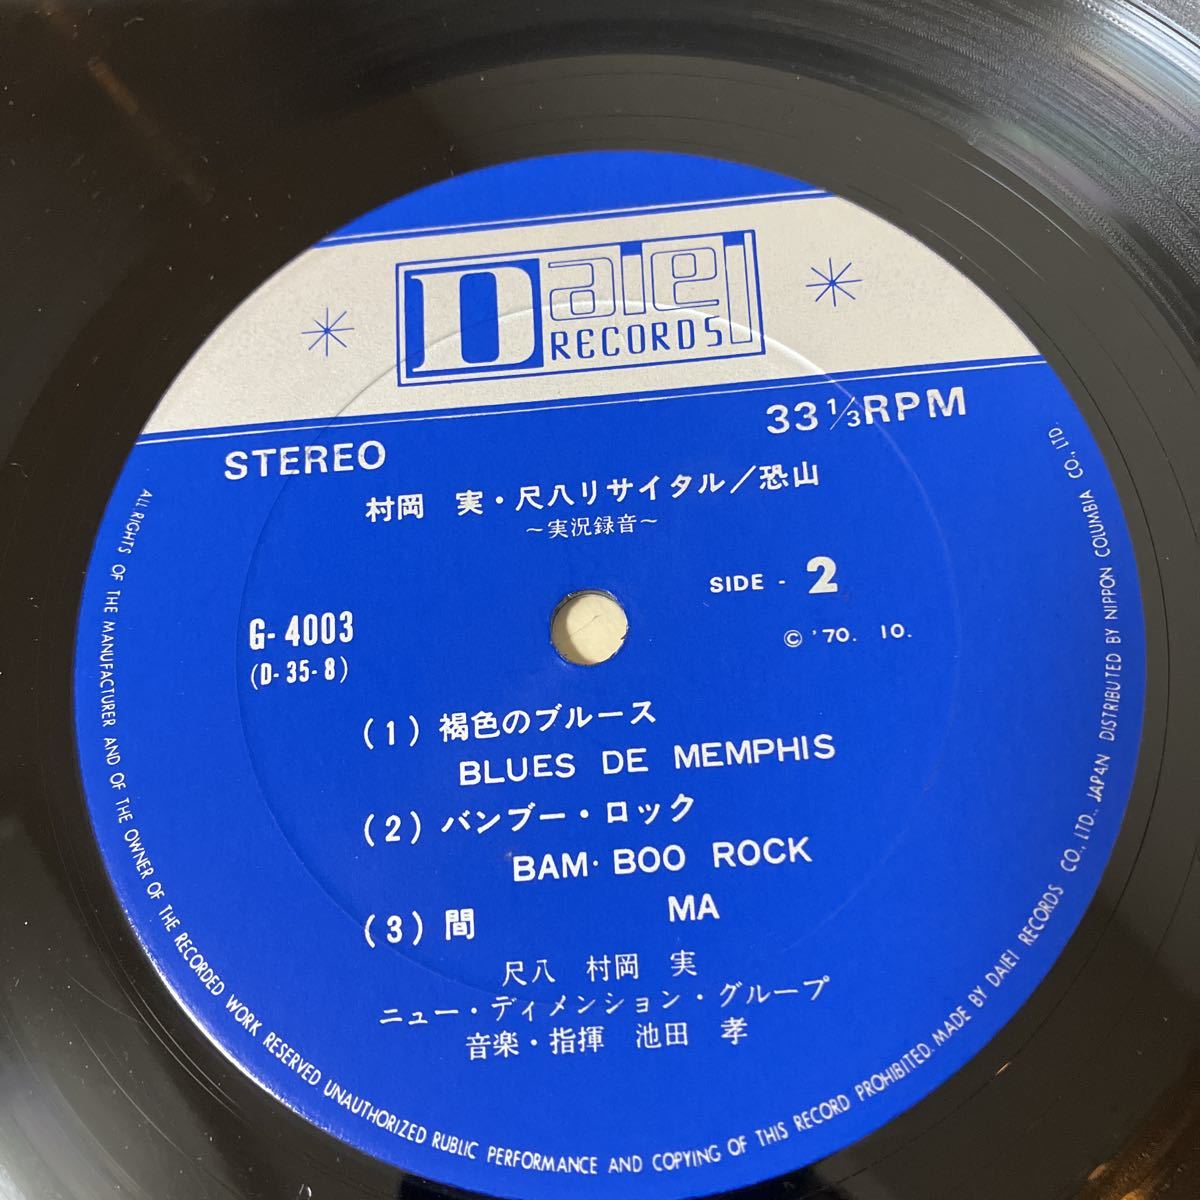 Daiei
RECORDS
STEREO
33 1/3 RPM
村岡 実・尺八リサイタル／恐山
～実況録音～
SIDE - 2
G- 4003
(D-35-8)
© '70. 10.
(1) 褐色のブルース
BLUES DE MEMPHIS
(2) バンブー・ロック
BAM・BOO ROCK
(3) 間 MA
尺八 村岡 実
ニュー・ディメンション・グループ
音楽・指揮 池田 孝
ALL RIGHTS OF THE MANUFACTURER AND OF THE OWNER OF THE RECORDED WORK RESERVED UNAUTHORIZED RUBLIC PERFORMANCE AND COPYING OF THIS RECORD PROHIBITED. MADE BY DAIEI RECORDS CO., LTD., JAPAN DISTRIBUTED BY NIPPON COLUMBIA CO., LTD.